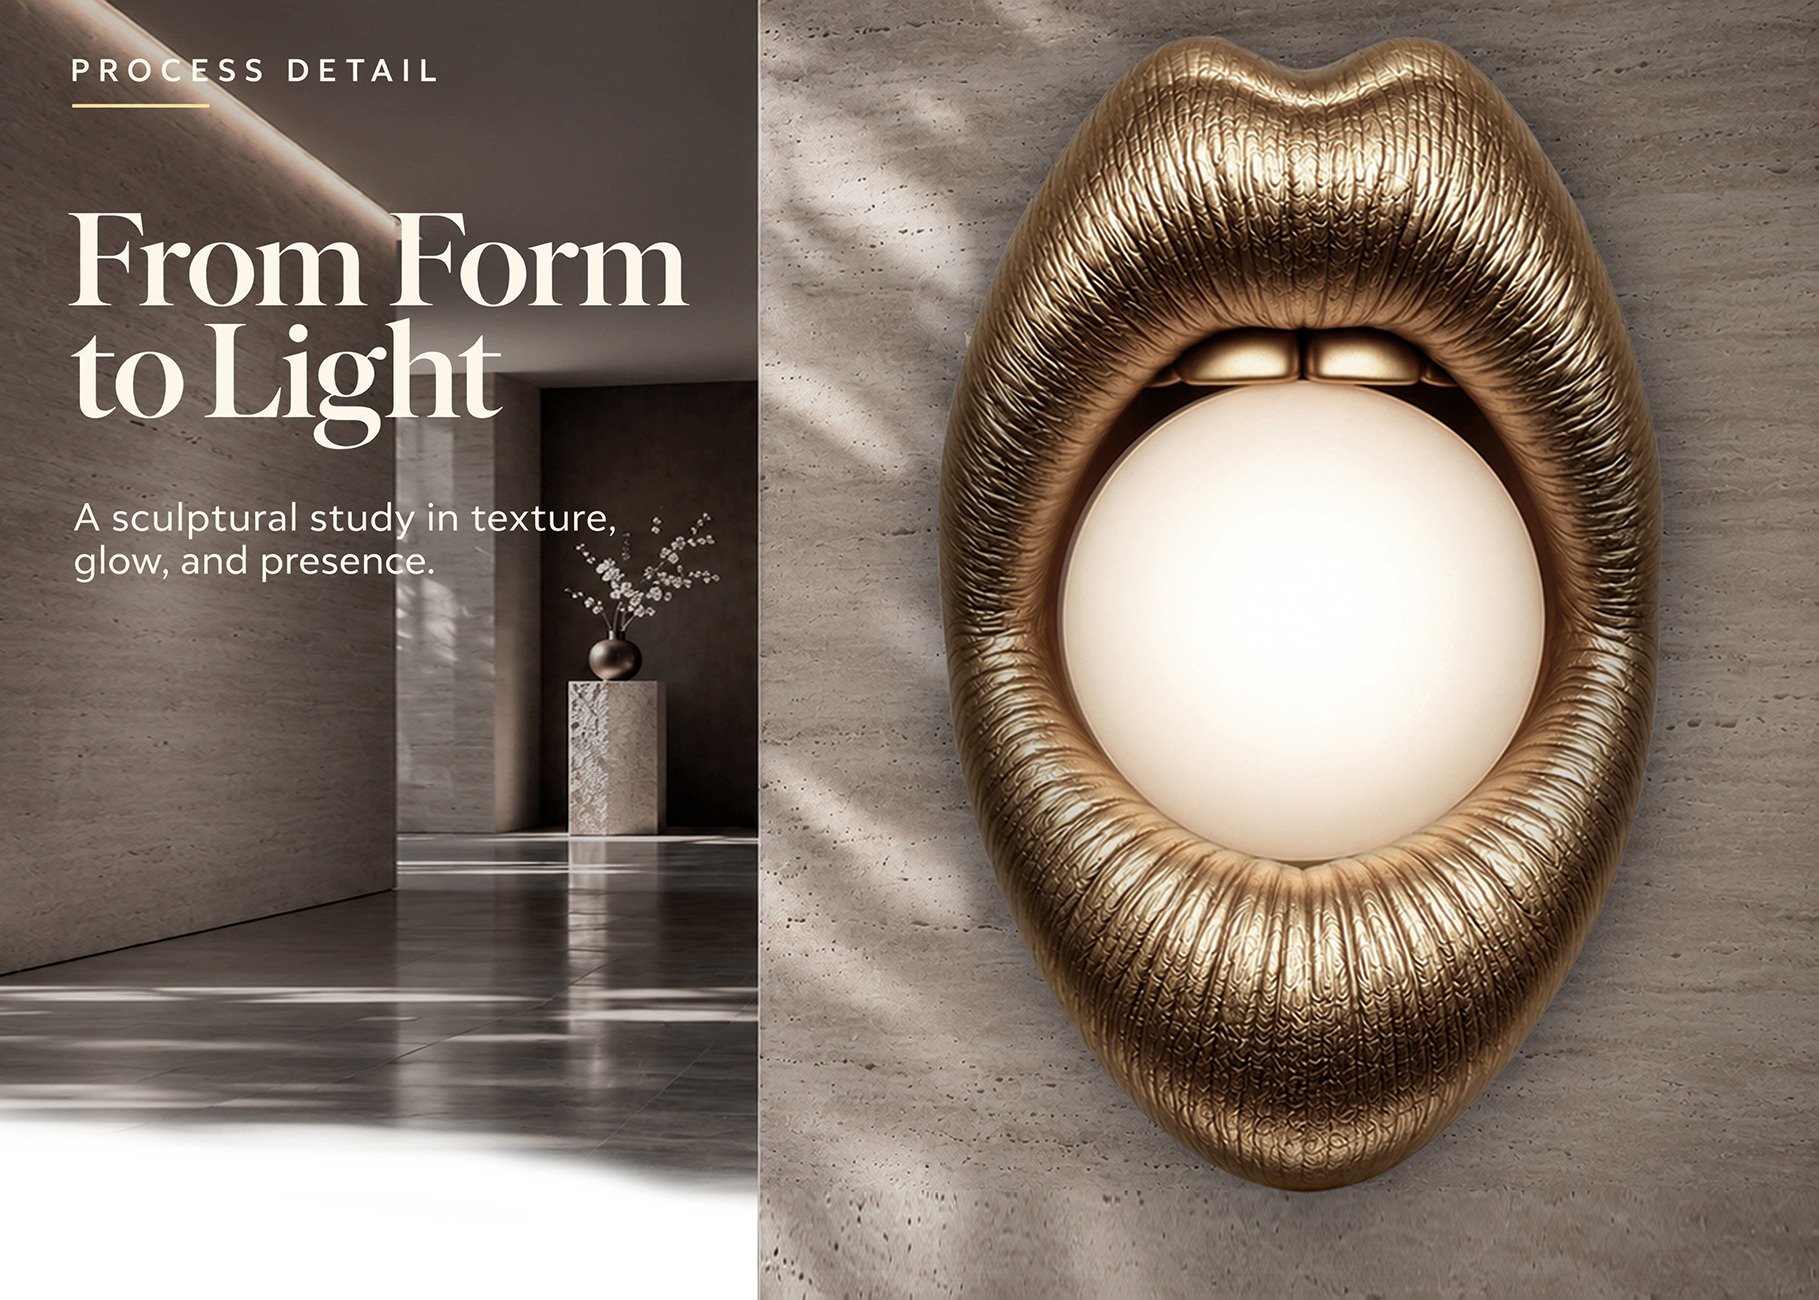 PROCESS DETAIL
From Form
to Light
A sculptural study in texture,
glow, and presence.